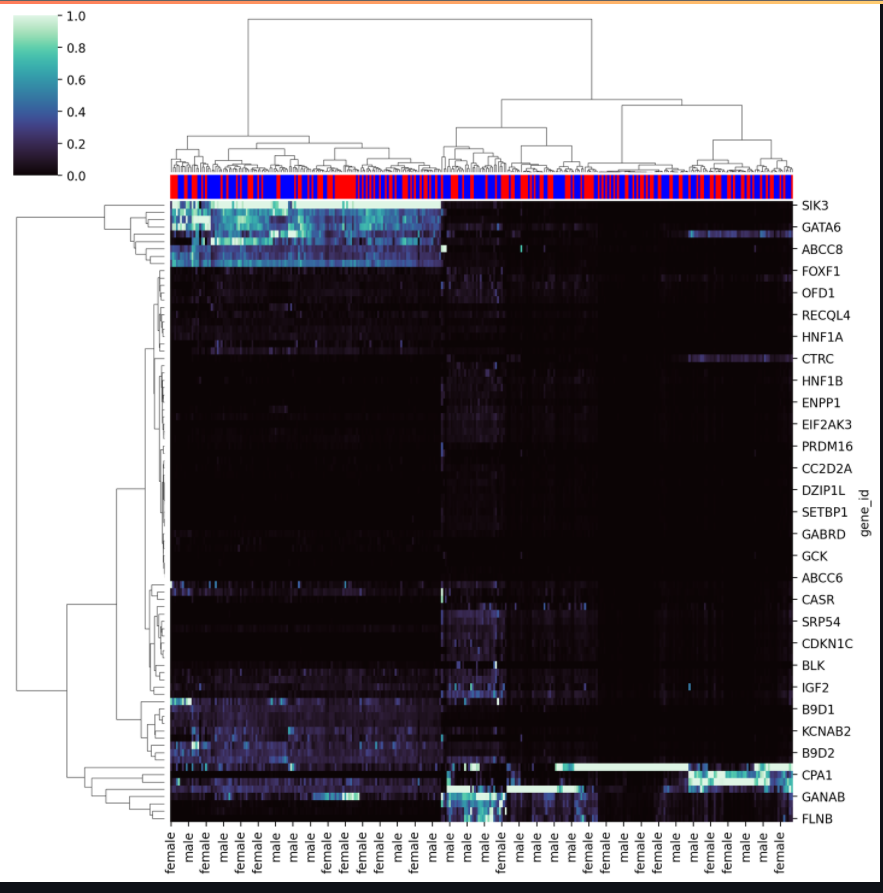 1.0
0.8
0.6
0.4
0.2
0.0
SIK3
GATA6
ABCC8
FOXF1
OFD1
RECQL4
HNF1A
CTRC
HNF1B
ENPP1
EIF2AK3
PRDM16
CC2D2A
DZIP1L
SETBP1
GABRD
GCK
ABCC6
CASR
SRP54
CDKN1C
BLK
IGF2
B9D1
KCNAB2
B9D2
CPA1
GANAB
FLNB
gene_id
female
male
female
male
female
female
male
male
male
female
female
female
male
female
male
male
male
male
male
female
male
male
male
male
female
female
female
female
female
male
female
female
male
male
male
female